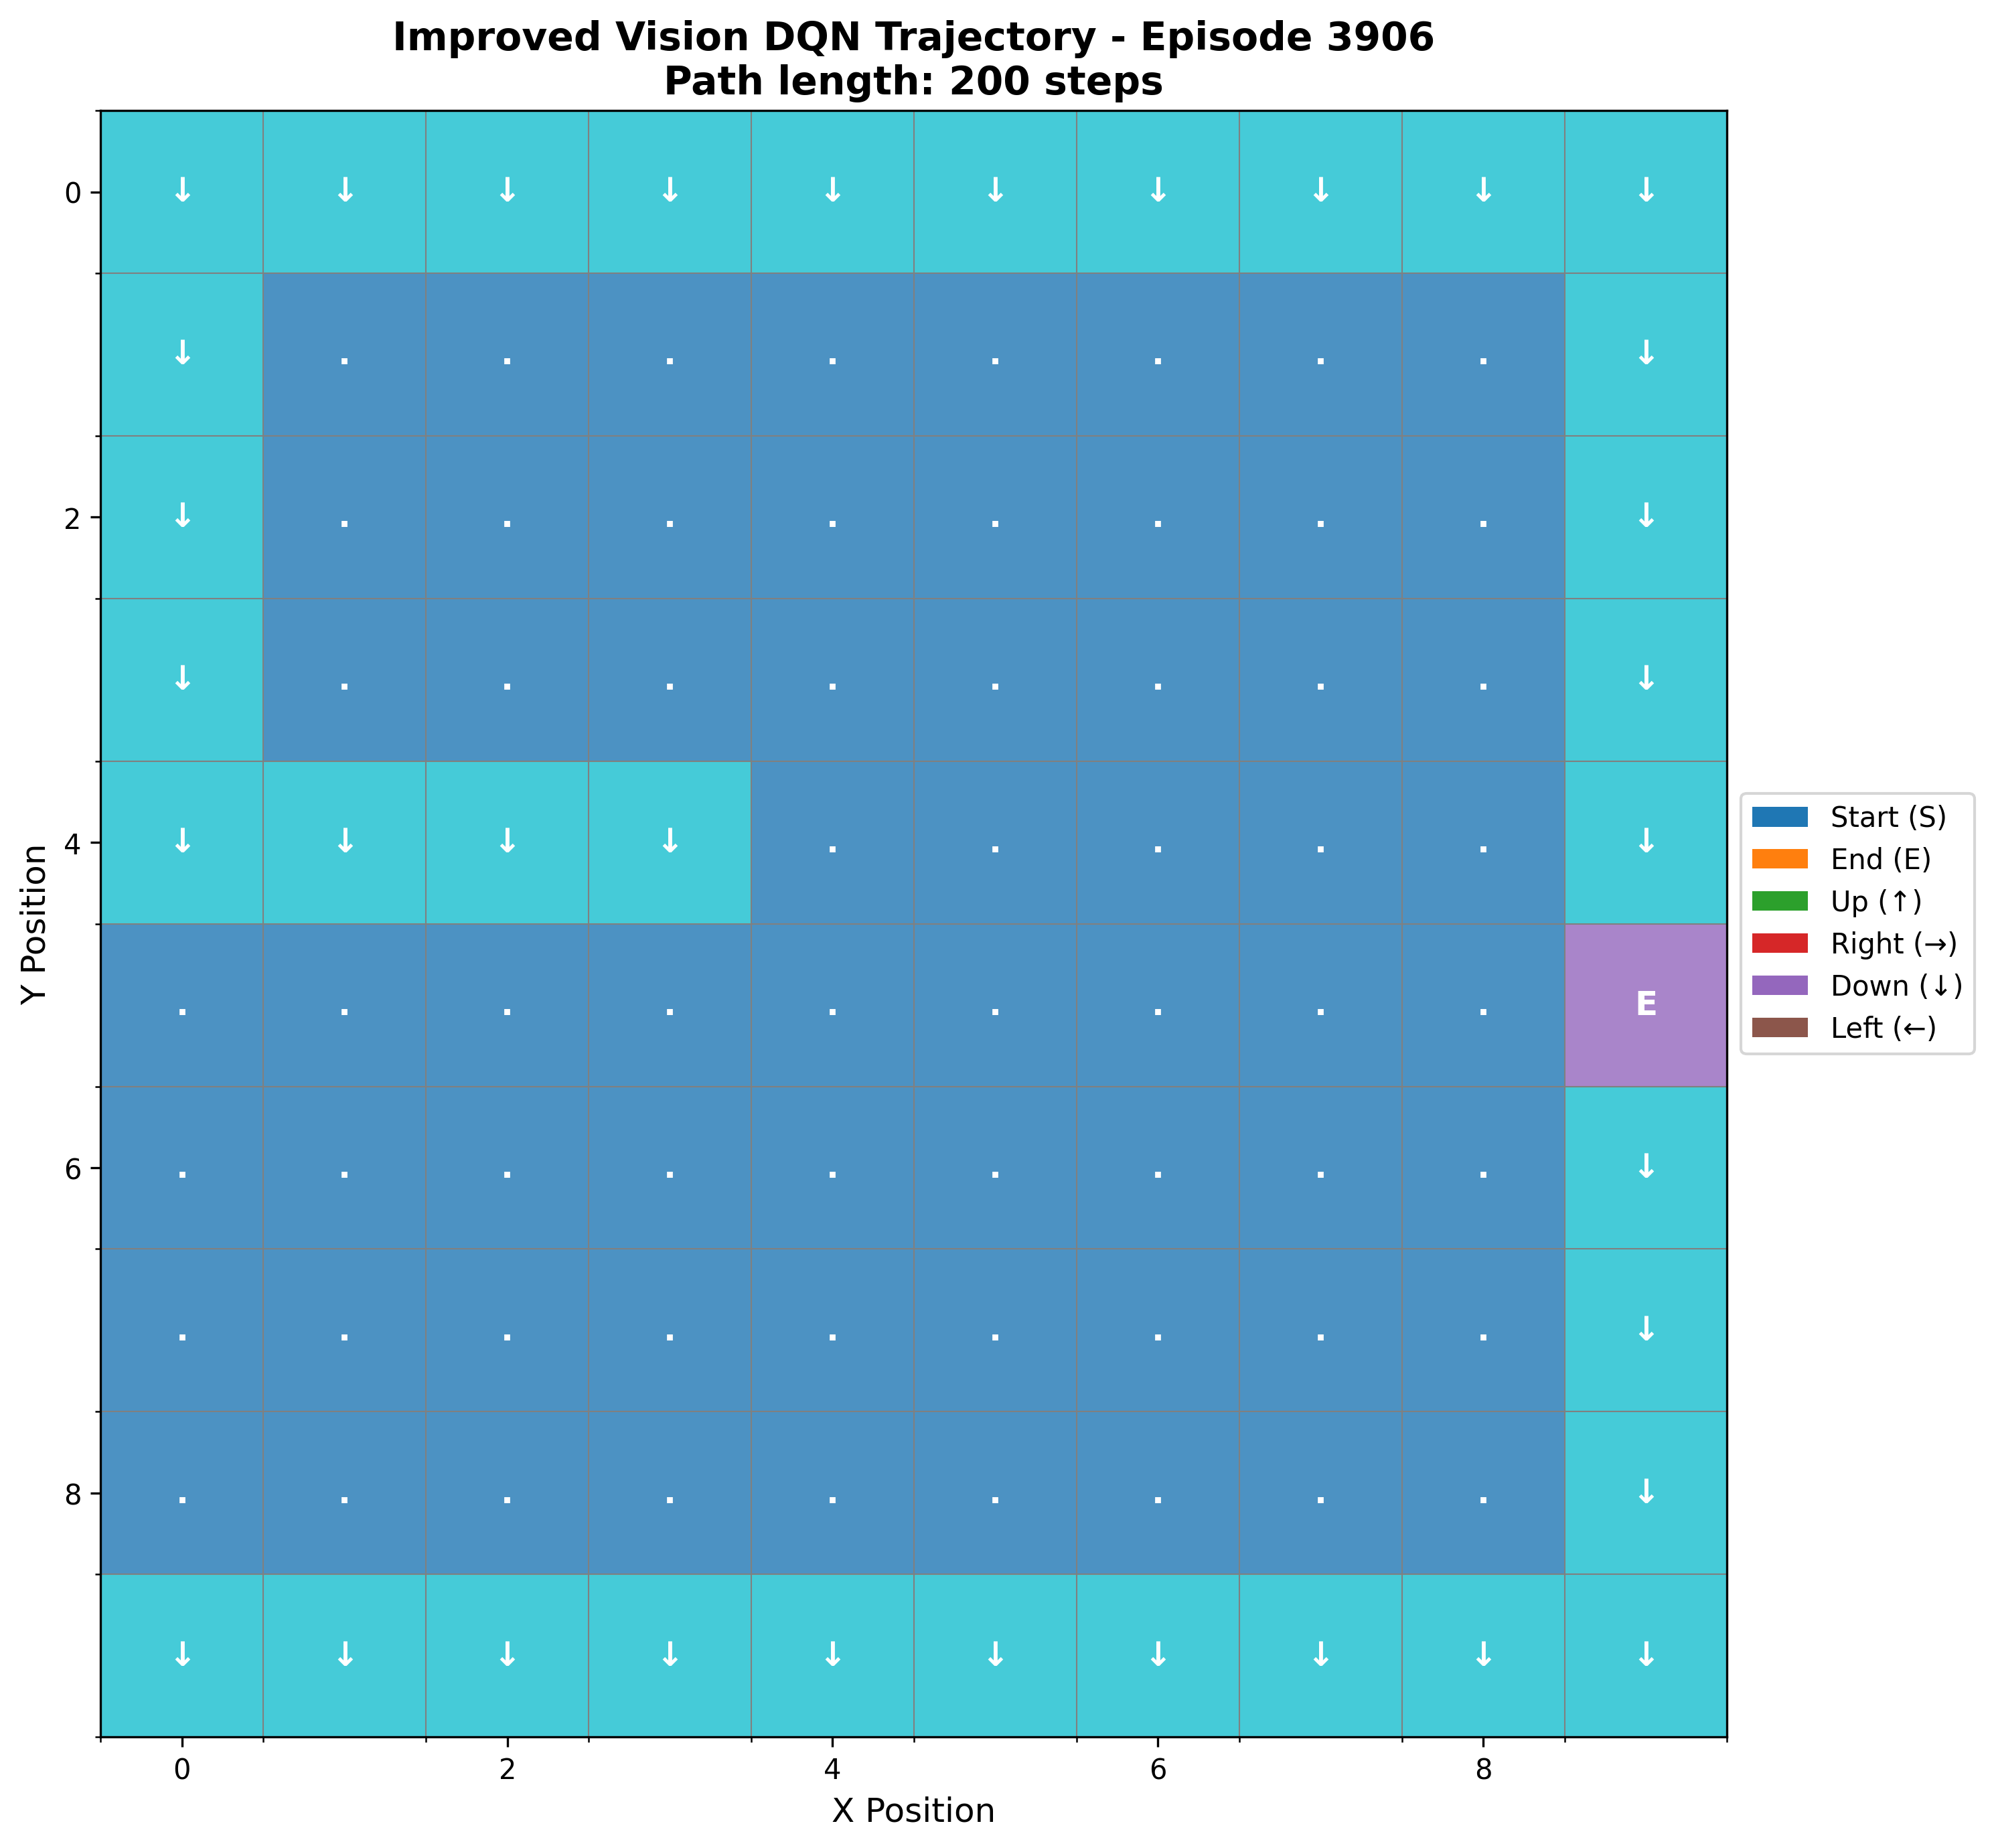 Improved Vision DQN Trajectory - Episode 3906
Path length: 200 steps
0 ↓ ↓ ↓ ↓ ↓ ↓ ↓ ↓ ↓ ↓
↓ . . . . . . . . ↓
2 ↓ . . . . . . . . ↓
↓ . . . . . . . . ↓
4 ↓ ↓ ↓ ↓ . . . . . ↓
. . . . . . . . . E
6 . . . . . . . . . ↓
. . . . . . . . . ↓
8 . . . . . . . . . ↓
↓ ↓ ↓ ↓ ↓ ↓ ↓ ↓ ↓ ↓
0 2 4 6 8
X Position
Y Position
Start (S)
End (E)
Up (↑)
Right (→)
Down (↓)
Left (←)